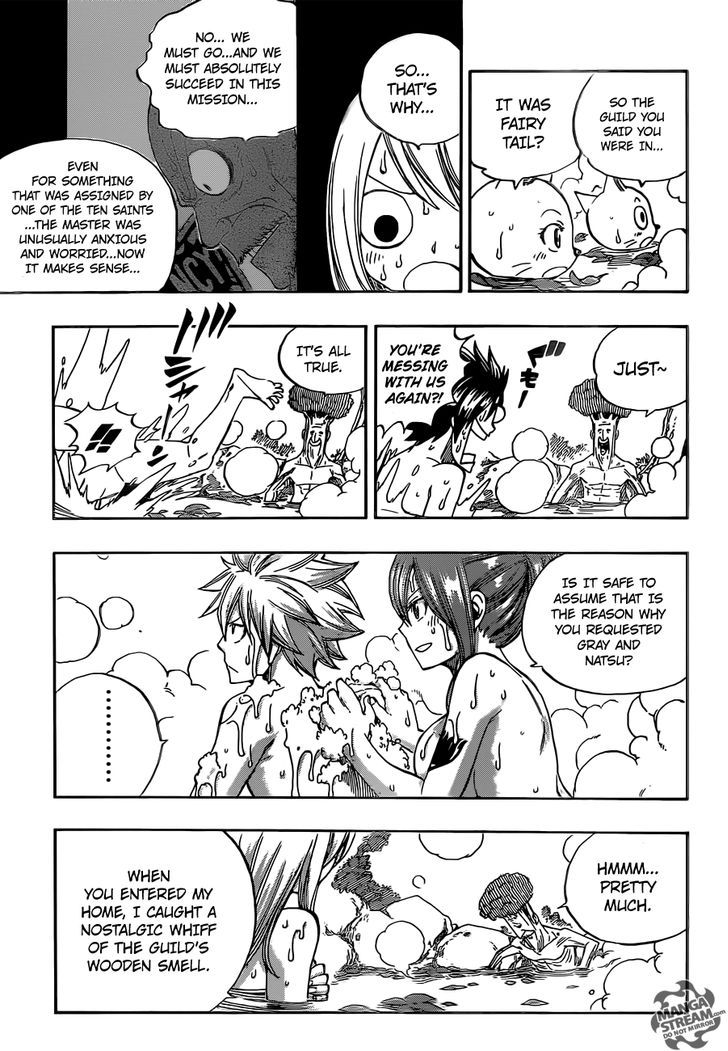 SO THE
GUILD YOU
SAID YOU
WERE IN...
IT WAS
FAIRY
TAIL?
SO...
THAT'S
WHY...
NO... WE
MUST GO...AND WE
MUST ABSOLUTELY
SUCCEED IN THIS
MISSION...
EVEN
FOR SOMETHING
THAT WAS ASSIGNED BY
ONE OF THE TEN SAINTS
...THE MASTER WAS
UNUSUALLY ANXIOUS
AND WORRIED...NOW
IT MAKES SENSE...
NCY
JUST~
YOU'RE
MESSING
WITH US
AGAIN?!
IT'S ALL
TRUE.
!!
IS IT SAFE TO
ASSUME THAT
IS THE REASON WHY
YOU REQUESTED
GRAY AND
NATSU?
.........
HMMM...
PRETTY
MUCH.
WHEN
YOU ENTERED MY
HOME, I CAUGHT A
NOSTALGIC WHIFF
OF THE GUILD'S
WOODEN SMELL.
MANGA
STREAM.com
DO NOT MIRROR